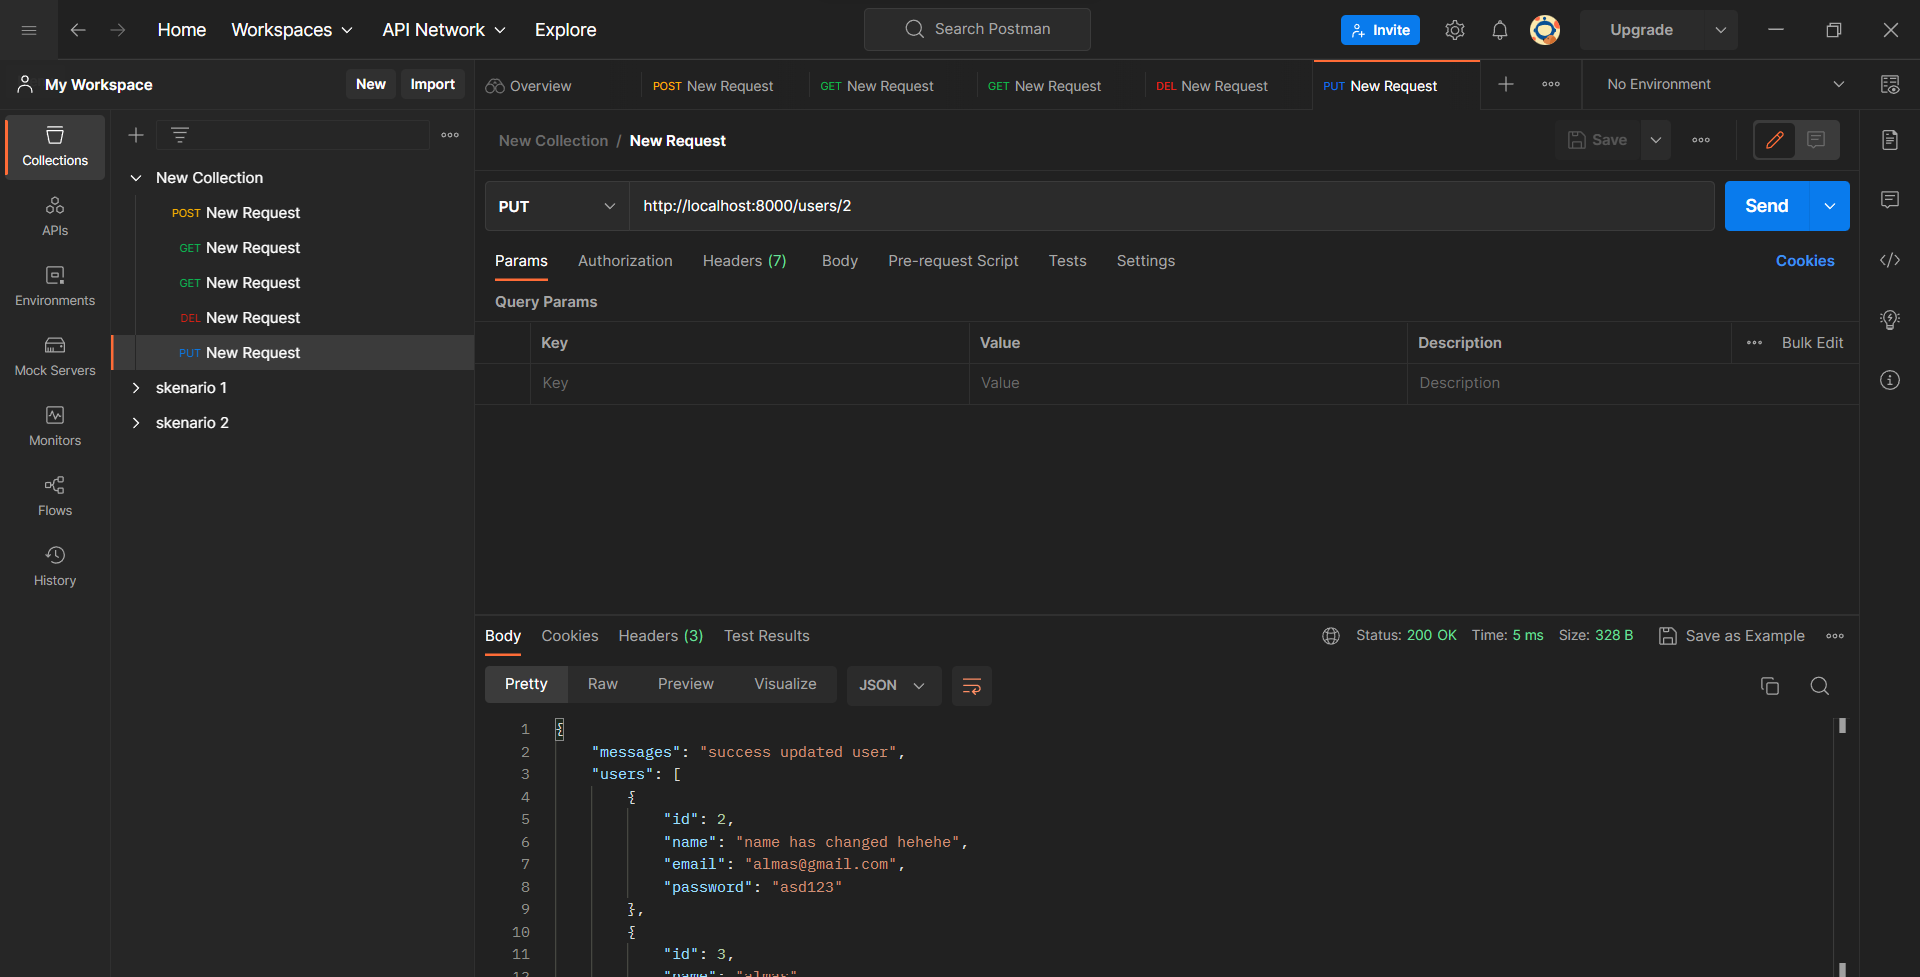 Home Workspaces API Network Explore Search Postman Invite Upgrade
My Workspace New Import Overview POST New Request GET New Request GET New Request DEL New Request PUT New Request No Environment
Collections
APIs
Environments
Mock Servers
Monitors
Flows
History
New Collection
POST New Request
GET New Request
GET New Request
DEL New Request
PUT New Request
skenario 1
skenario 2
New Collection / New Request Save
PUT http://localhost:8000/users/2 Send
Params Authorization Headers (7) Body Pre-request Script Tests Settings Cookies
Query Params
Key Value Description Bulk Edit
Key Value Description
Body Cookies Headers (3) Test Results Status: 200 OK Time: 5 ms Size: 328 B Save as Example
Pretty Raw Preview Visualize JSON
1 {
2 "messages": "success updated user",
3 "users": [
4 {
5 "id": 2,
6 "name": "name has changed hehehe",
7 "email": "almas@gmail.com",
8 "password": "asd123"
9 },
10 {
11 "id": 3,
12 "name": "almas"